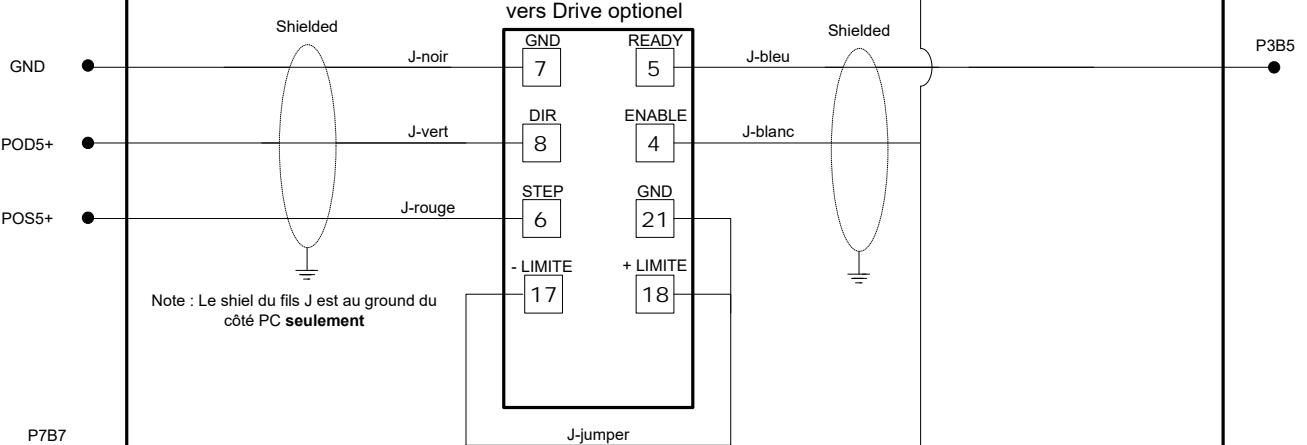 vers Drive optionel
Shielded
Shielded
P3B5
GND
J-noir
GND
7
READY
5
J-bleu
POD5+
J-vert
DIR
8
ENABLE
4
J-blanc
POS5+
J-rouge
STEP
6
GND
21
- LIMITE
17
+ LIMITE
18
Note : Le shiel du fils J est au ground du
côté PC seulement
P7B7
J-jumper